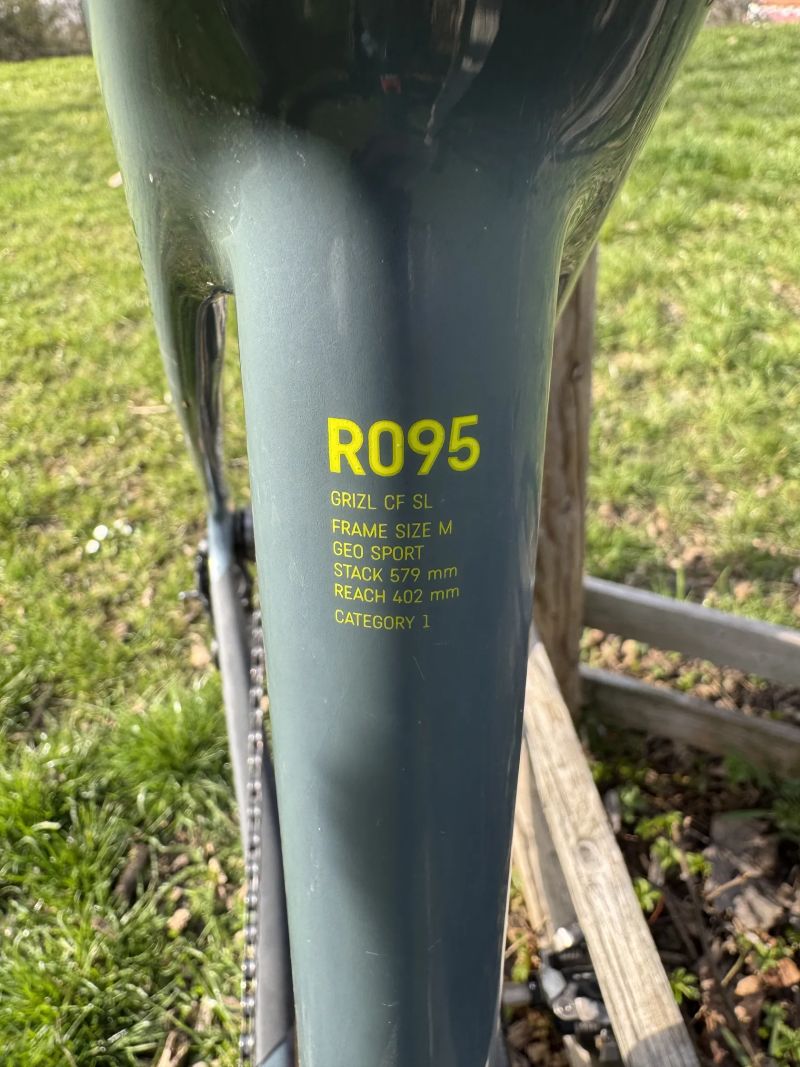 R095
GRIZL CF SL
FRAME SIZE M
GEO SPORT
STACK 579 mm
REACH 402 mm
CATEGORY 1